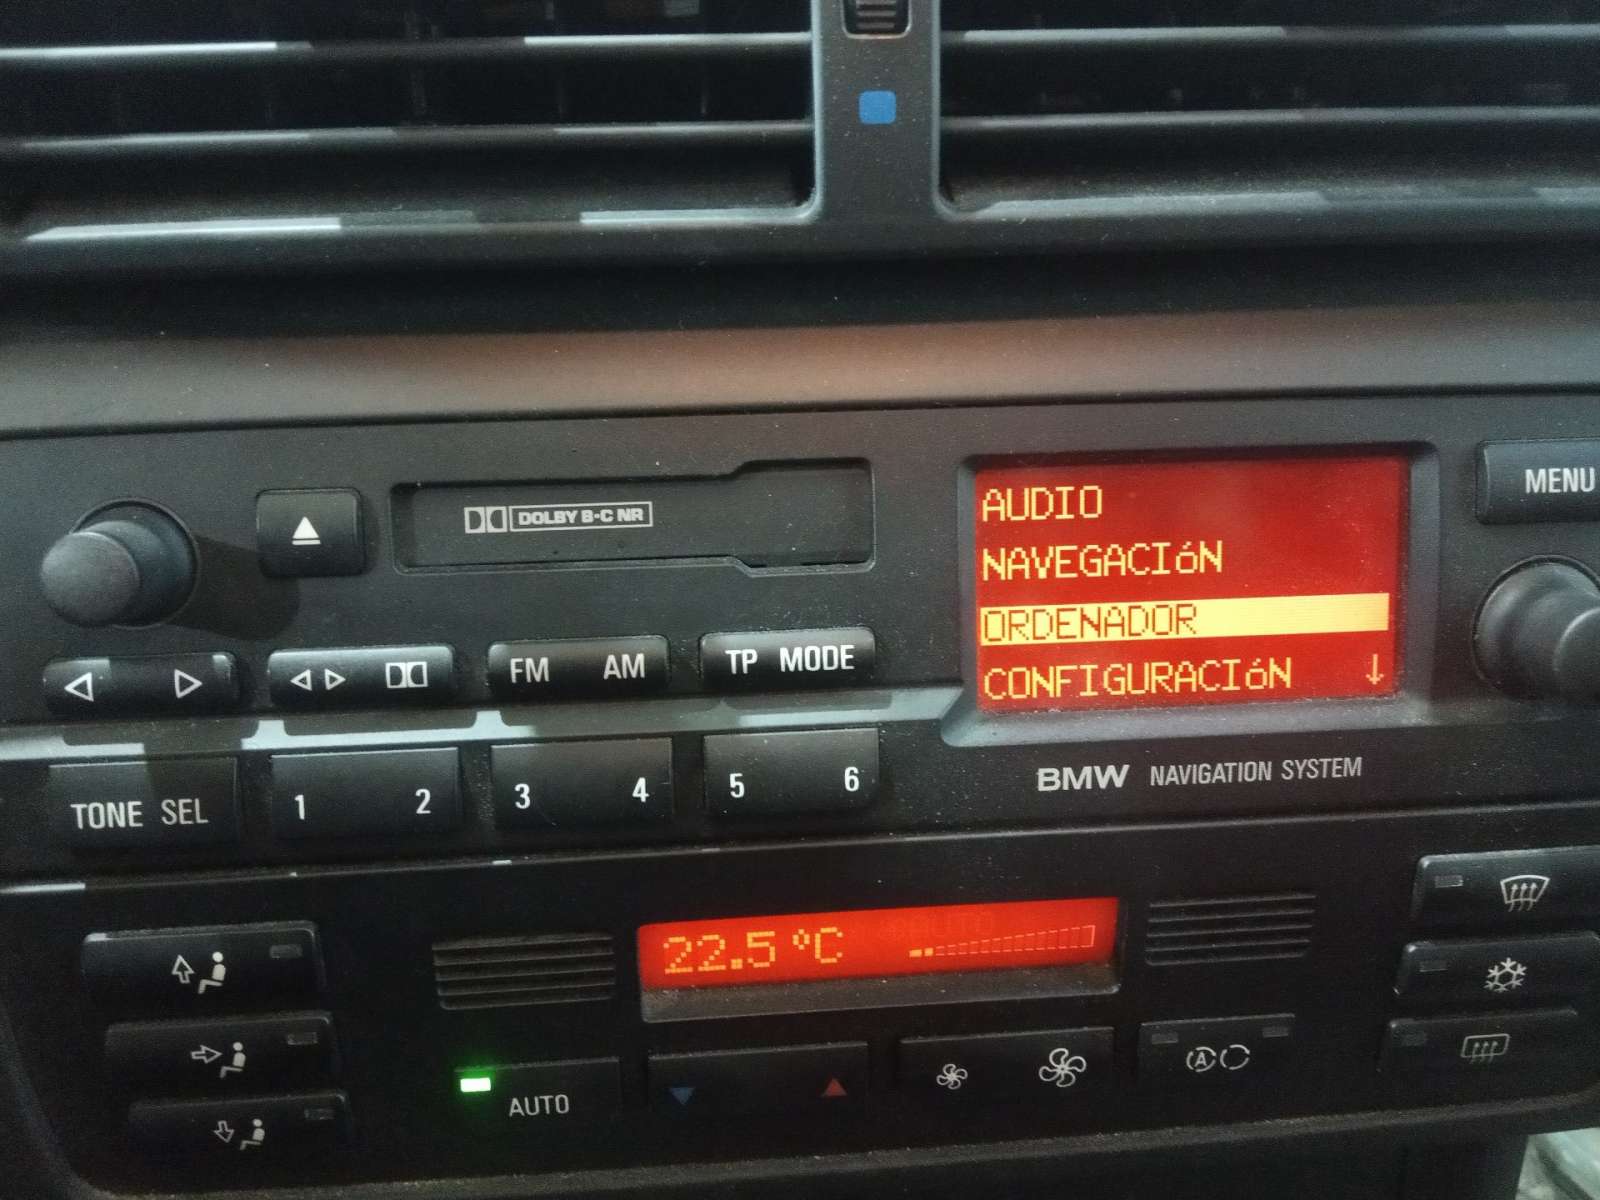 DOLBY B·C NR
AUDIO
NAVEGACIóN
ORDENADOR
CONFIGURACIóN ↓
MENU
FM AM
TP MODE
TONE SEL
1 2
3 4
5 6
BMW NAVIGATION SYSTEM
22.5 °C
AUTO
A